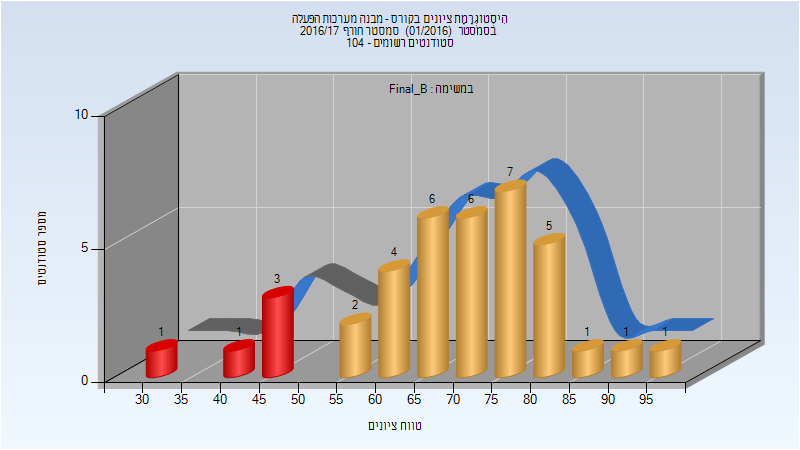 היסטוגרמת ציונים בקורס - מבנה מערכות הפעלה
בסמסטר (01/2016) סמסטר חורף 2016/17
סטודנטים רשומים - 104
במשימה : Final_B
מספר סטודנטים
10
5
0
1
1
3
2
4
6
6
7
5
1
1
1
30 35 40 45 50 55 60 65 70 75 80 85 90 95
טווח ציונים